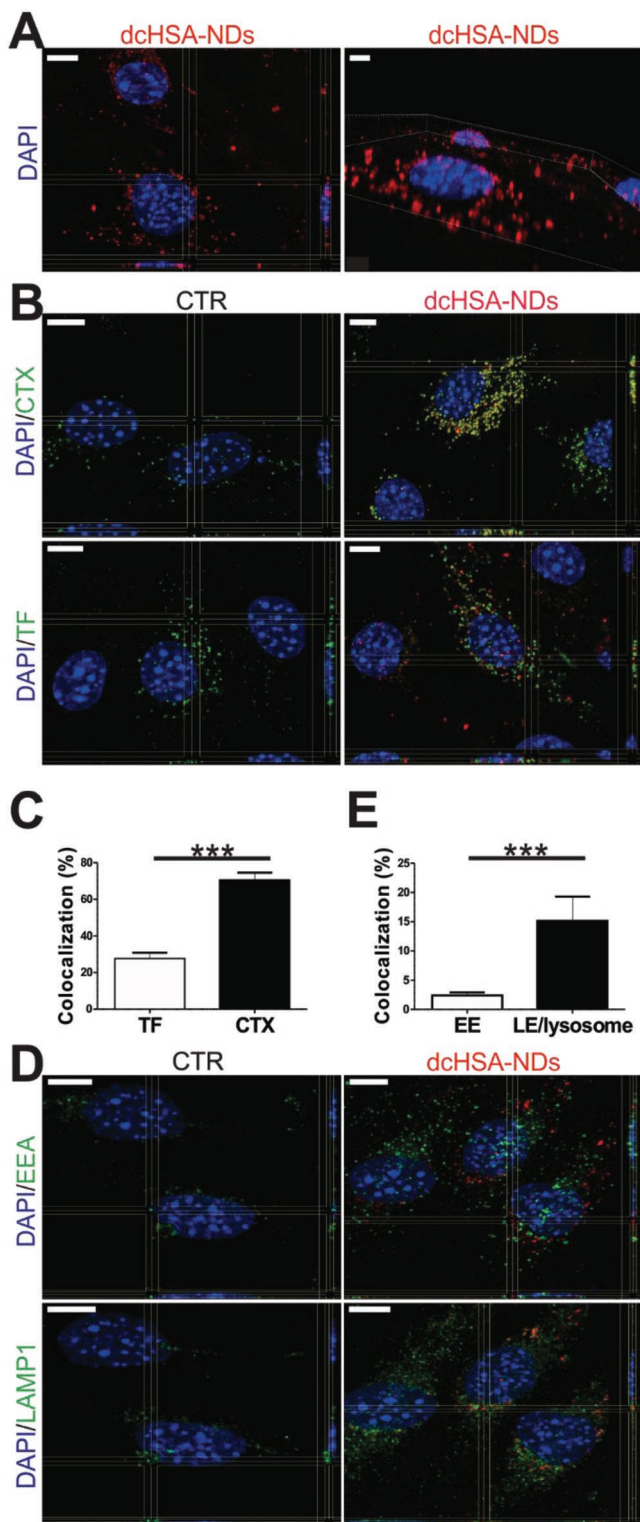 A
dcHSA-NDs
dcHSA-NDs
DAPI
B
CTR
dcHSA-NDs
DAPI/CTX
DAPI/TF
C
Colocalization (%)
80
60
40
20
0
***
TF
CTX
E
Colocalization (%)
25
20
15
10
5
0
***
EE
LE/lysosome
D
CTR
dcHSA-NDs
DAPI/EEA
DAPI/LAMP1